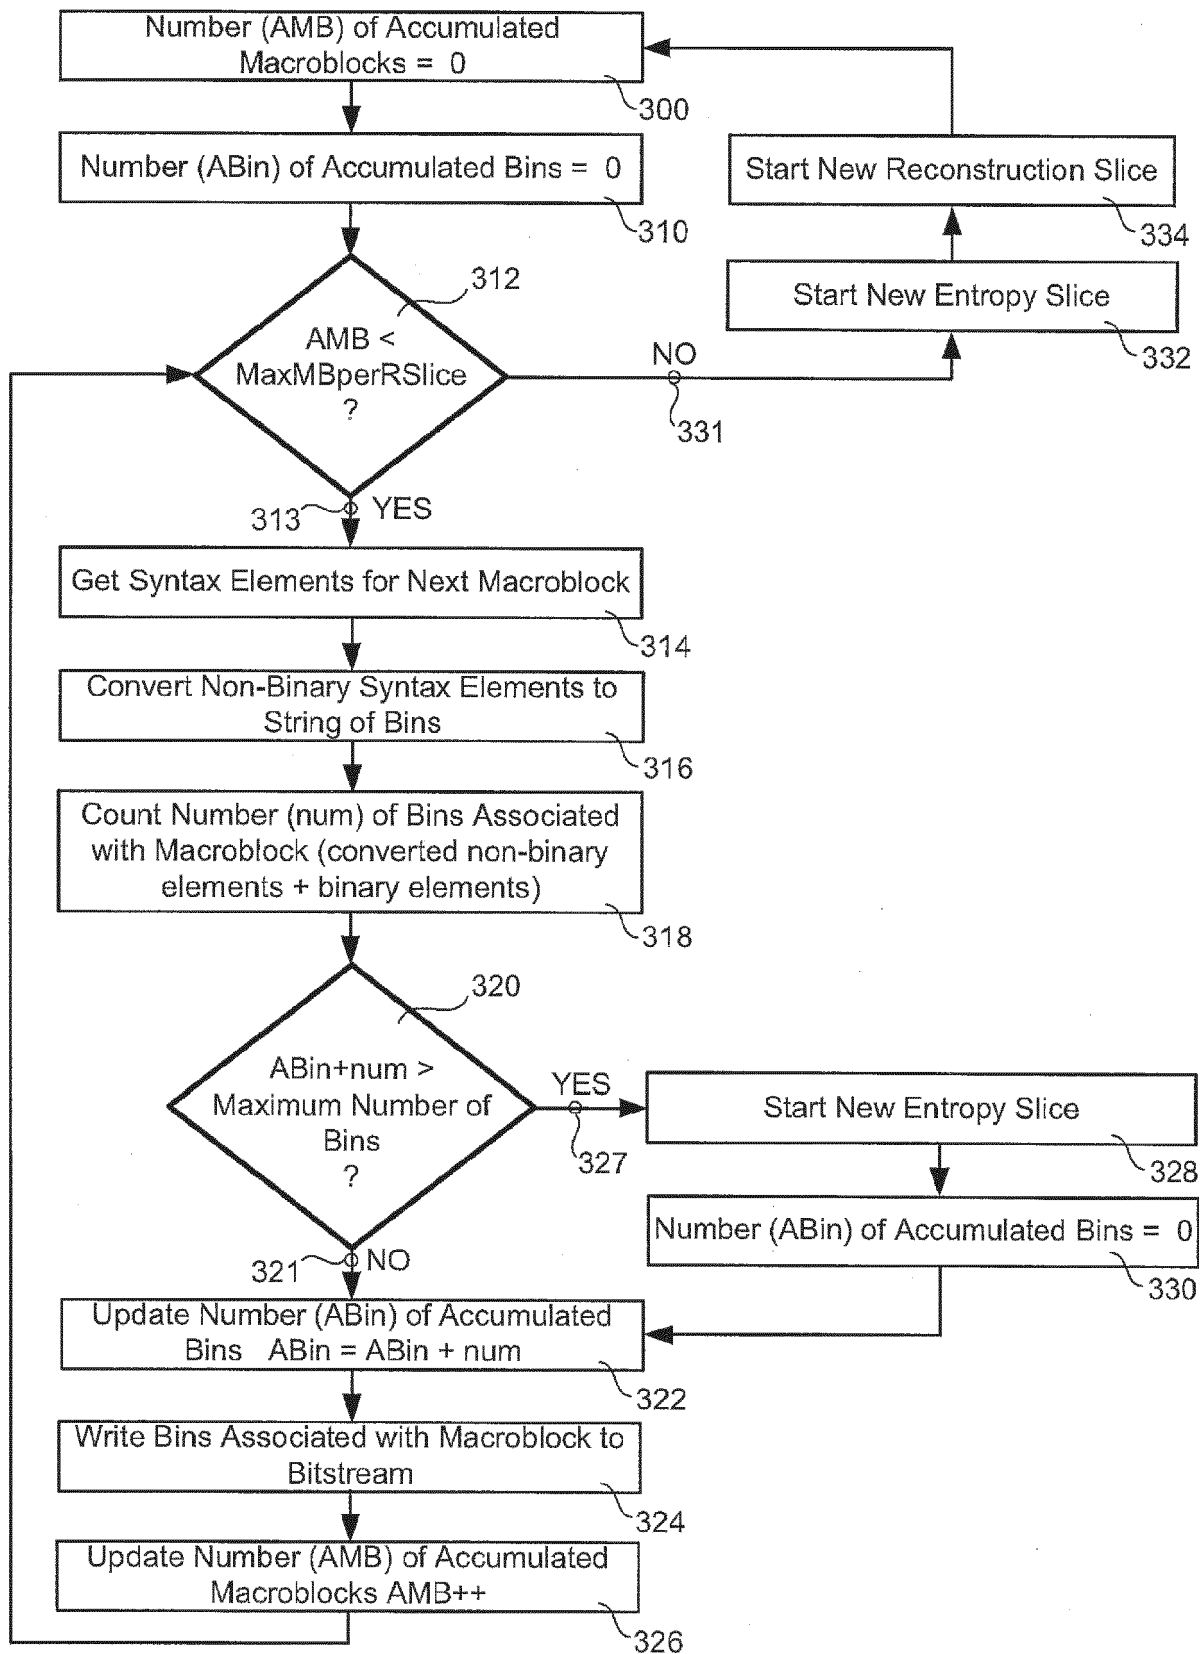 Number (AMB) of Accumulated
Macroblocks = 0
300
Number (ABin) of Accumulated Bins = 0
310
Start New Reconstruction Slice
334
Start New Entropy Slice
332
312
AMB <
MaxMBperRSlice
?
NO
331
313
YES
Get Syntax Elements for Next Macroblock
314
Convert Non-Binary Syntax Elements to
String of Bins
316
Count Number (num) of Bins Associated
with Macroblock (converted non-binary
elements + binary elements)
318
320
ABin+num >
Maximum Number of
Bins
?
YES
327
Start New Entropy Slice
328
Number (ABin) of Accumulated Bins = 0
330
321
NO
Update Number (ABin) of Accumulated
Bins ABin = ABin + num
322
Write Bins Associated with Macroblock to
Bitstream
324
Update Number (AMB) of Accumulated
Macroblocks AMB++
326